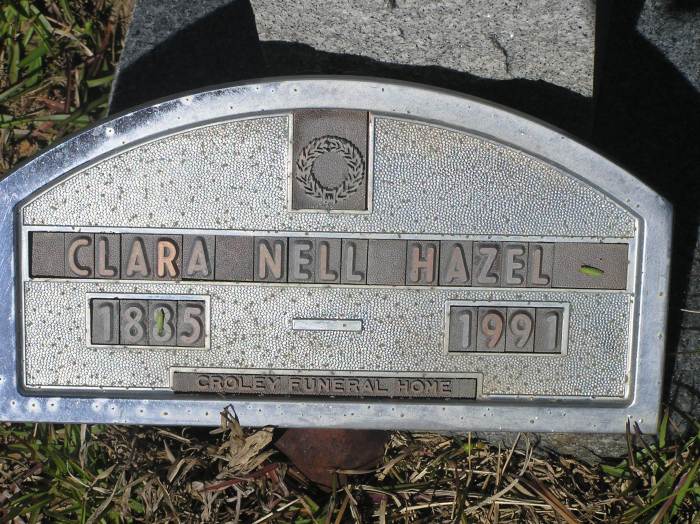 CLARA NELL HAZEL
1885 1991
CROLEY FUNERAL HOME